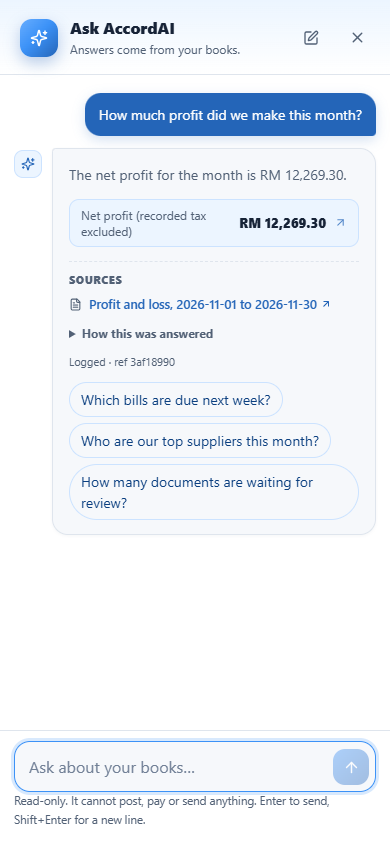 Ask AccordAI
Answers come from your books.
How much profit did we make this month?
The net profit for the month is RM 12,269.30.
Net profit (recorded tax
excluded)
RM 12,269.30
SOURCES
Profit and loss, 2026-11-01 to 2026-11-30
How this was answered
Logged · ref 3af18990
Which bills are due next week?
Who are our top suppliers this month?
How many documents are waiting for
review?
Ask about your books...
Read-only. It cannot post, pay or send anything. Enter to send,
Shift+Enter for a new line.